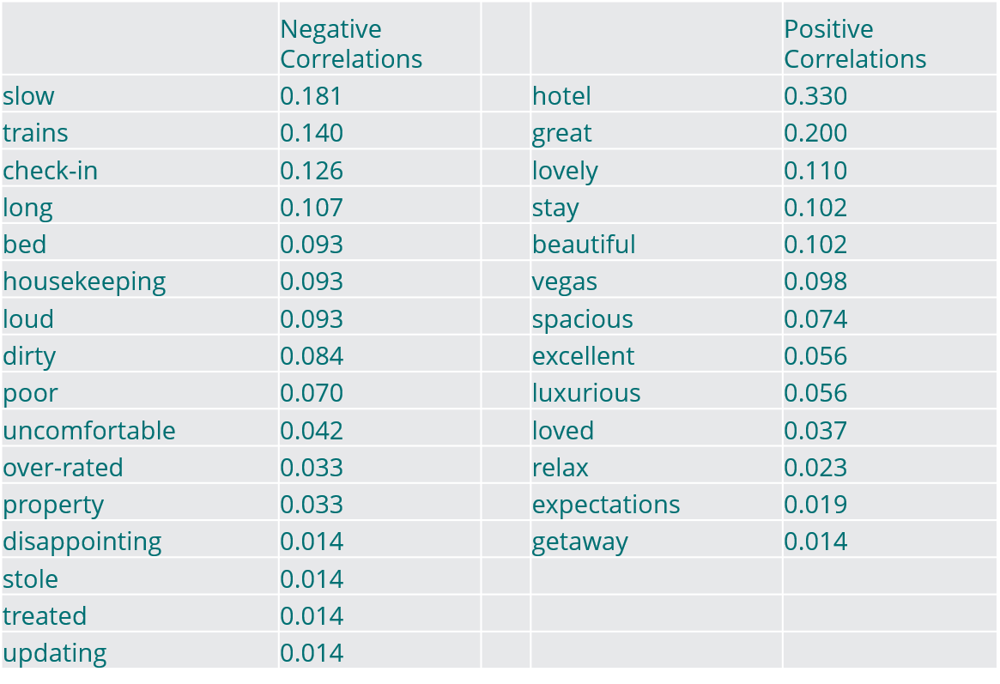 Negative Correlations Positive Correlations
slow 0.181 hotel 0.330
trains 0.140 great 0.200
check-in 0.126 lovely 0.110
long 0.107 stay 0.102
bed 0.093 beautiful 0.102
housekeeping 0.093 vegas 0.098
loud 0.093 spacious 0.074
dirty 0.084 excellent 0.056
poor 0.070 luxurious 0.056
uncomfortable 0.042 loved 0.037
over-rated 0.033 relax 0.023
property 0.033 expectations 0.019
disappointing 0.014 getaway 0.014
stole 0.014
treated 0.014
updating 0.014